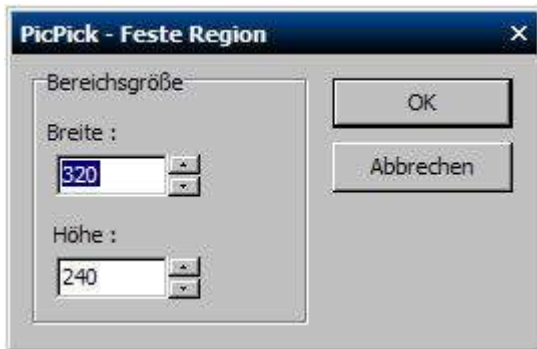 PicPick - Feste Region
Bereichsgröße
Breite :
320
Höhe :
240
OK
Abbrechen